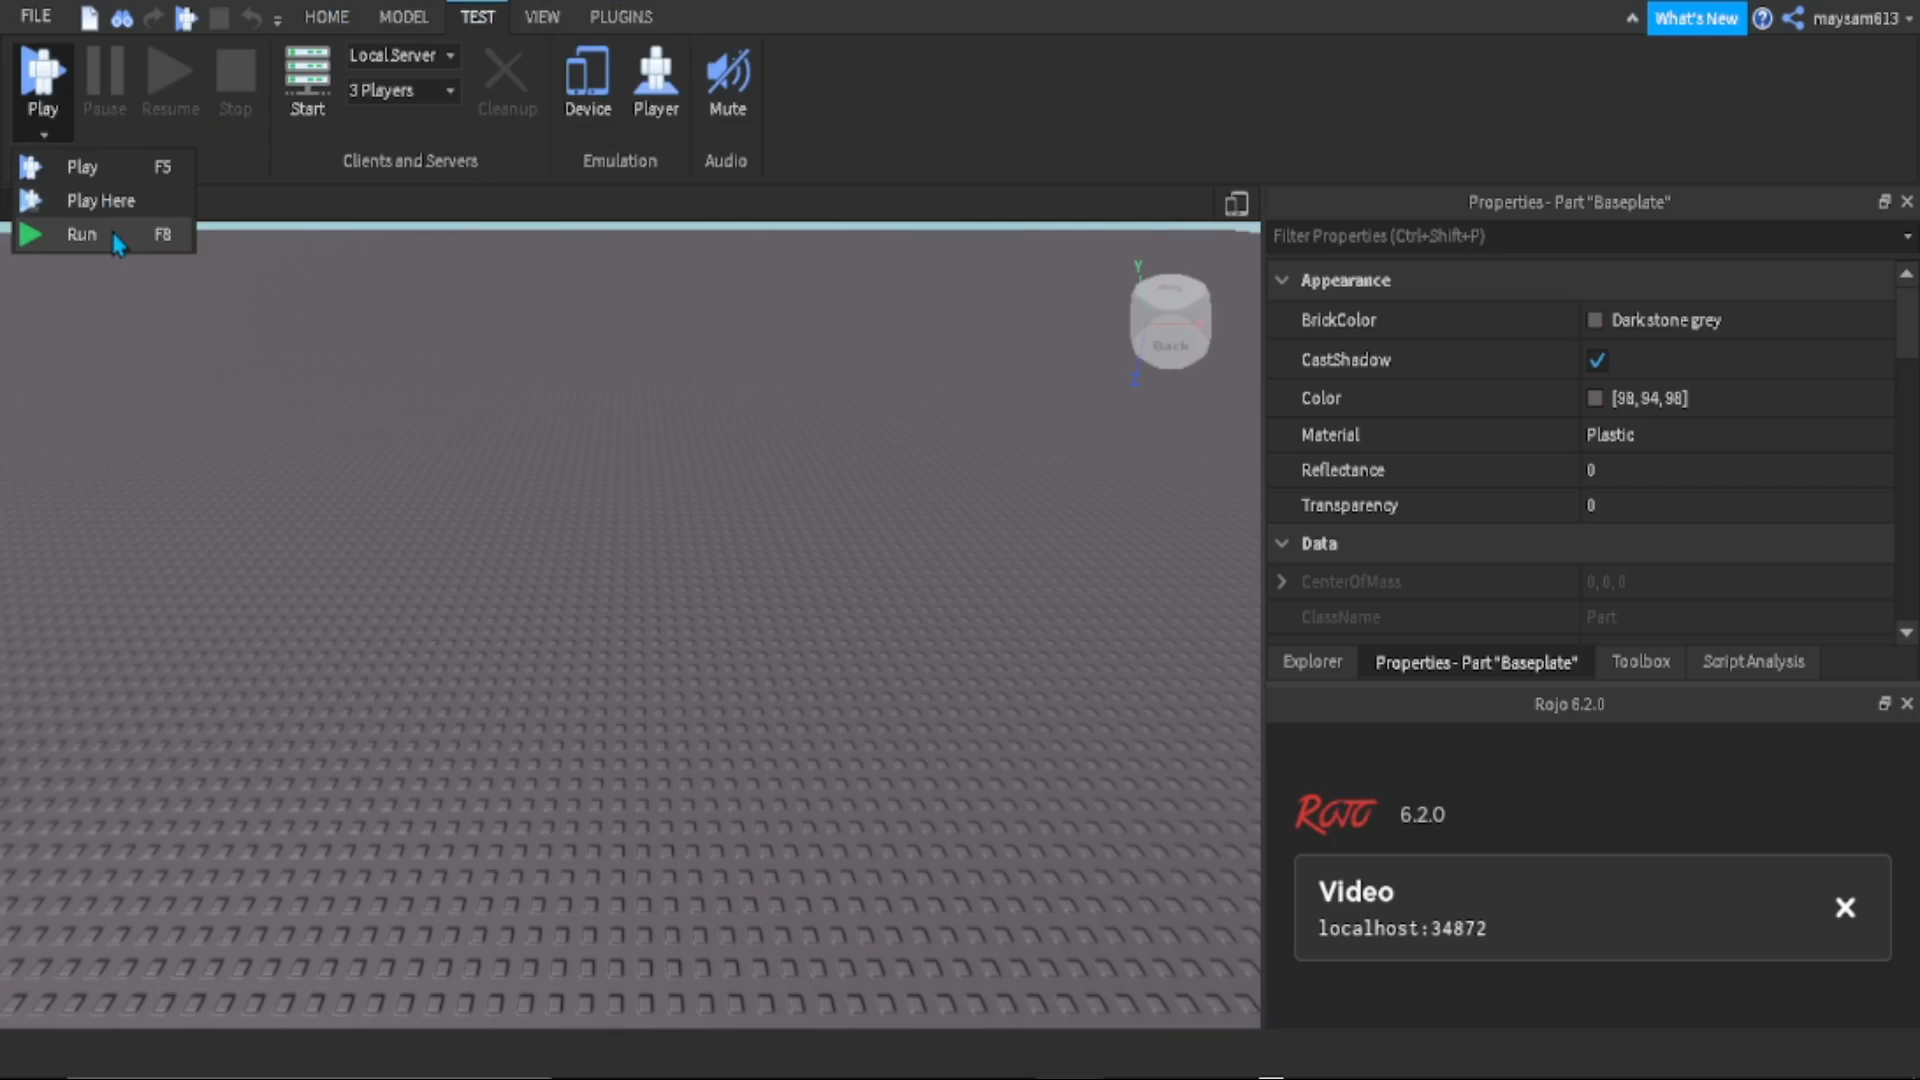 FILE
HOME
MODEL
TEST
VIEW
PLUGINS
What's New
maysam613
Play
Pause
Resume
Stop
Start
Local Server
3 Players
Cleanup
Device
Player
Mute
Clients and Servers
Emulation
Audio
Play F5
Play Here
Run F8
Y
Back
Z
Properties - Part "Baseplate"
Filter Properties (Ctrl+Shift+P)
Appearance
BrickColor Dark stone grey
CastShadow
Color [98, 94, 98]
Material Plastic
Reflectance 0
Transparency 0
Data
CenterOfMass 0, 0, 0
ClassName Part
Explorer
Properties - Part "Baseplate"
Toolbox
Script Analysis
Rojo 6.2.0
ROJO 6.2.0
Video
localhost:34872